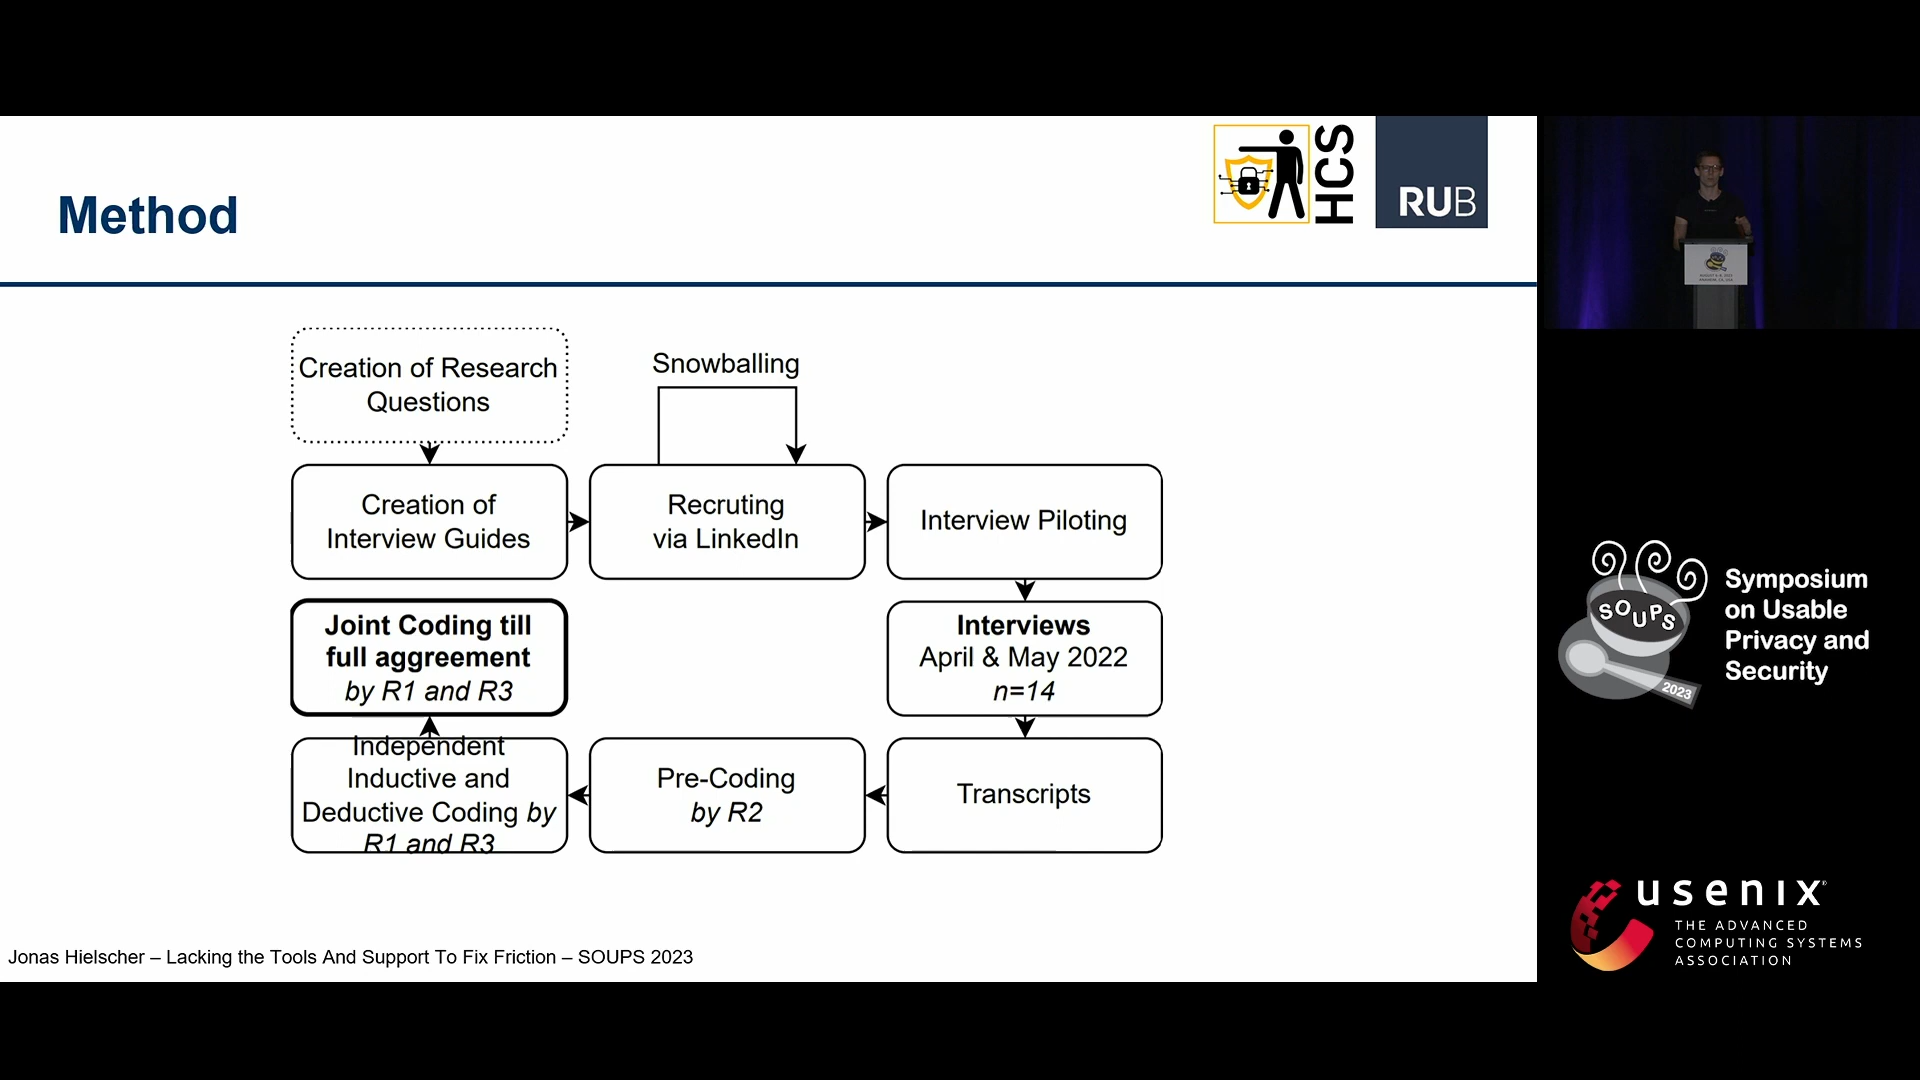 Method
HCS
RUB
Creation of Research
Questions
Snowballing
Creation of
Interview Guides
Recruting
via LinkedIn
Interview Piloting
Joint Coding till
full aggreement
by R1 and R3
Interviews
April & May 2022
n=14
Independent
Inductive and
Deductive Coding by
R1 and R3
Pre-Coding
by R2
Transcripts
Jonas Hielscher – Lacking the Tools And Support To Fix Friction – SOUPS 2023
SOUPS
2023
Symposium
on Usable
Privacy and
Security
usenix
THE ADVANCED
COMPUTING SYSTEMS
ASSOCIATION